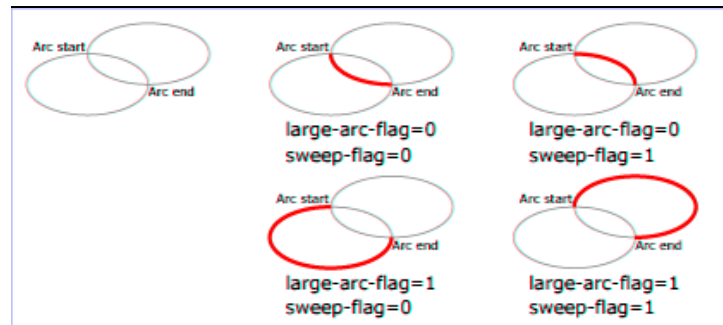 Arc start
Arc end
Arc start
Arc end
large-arc-flag=0
sweep-flag=0
Arc start
Arc end
large-arc-flag=0
sweep-flag=1
Arc start
Arc end
large-arc-flag=1
sweep-flag=0
Arc start
Arc end
large-arc-flag=1
sweep-flag=1